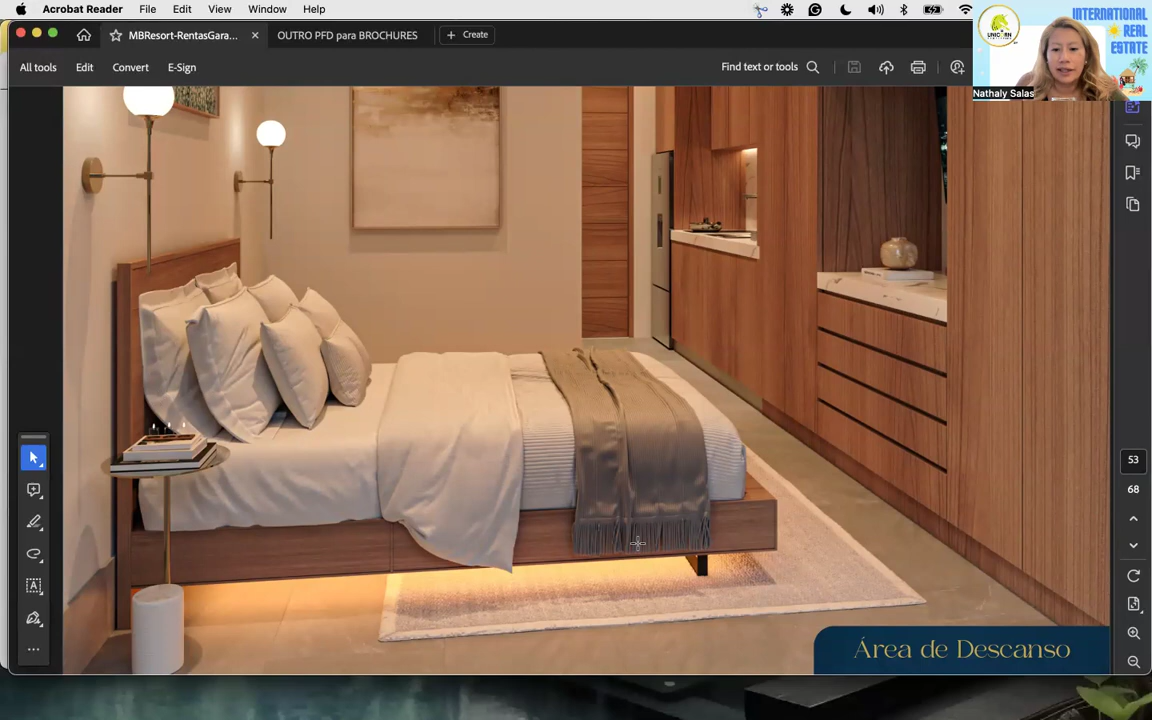 Acrobat Reader File Edit View Window Help
MBResort-RentasGara... OUTRO PFD para BROCHURES + Create
All tools Edit Convert E-Sign
Find text or tools
INTERNATIONAL
REAL
ESTATE
UNICORN
Nathaly Salas
53
68
Área de Descanso